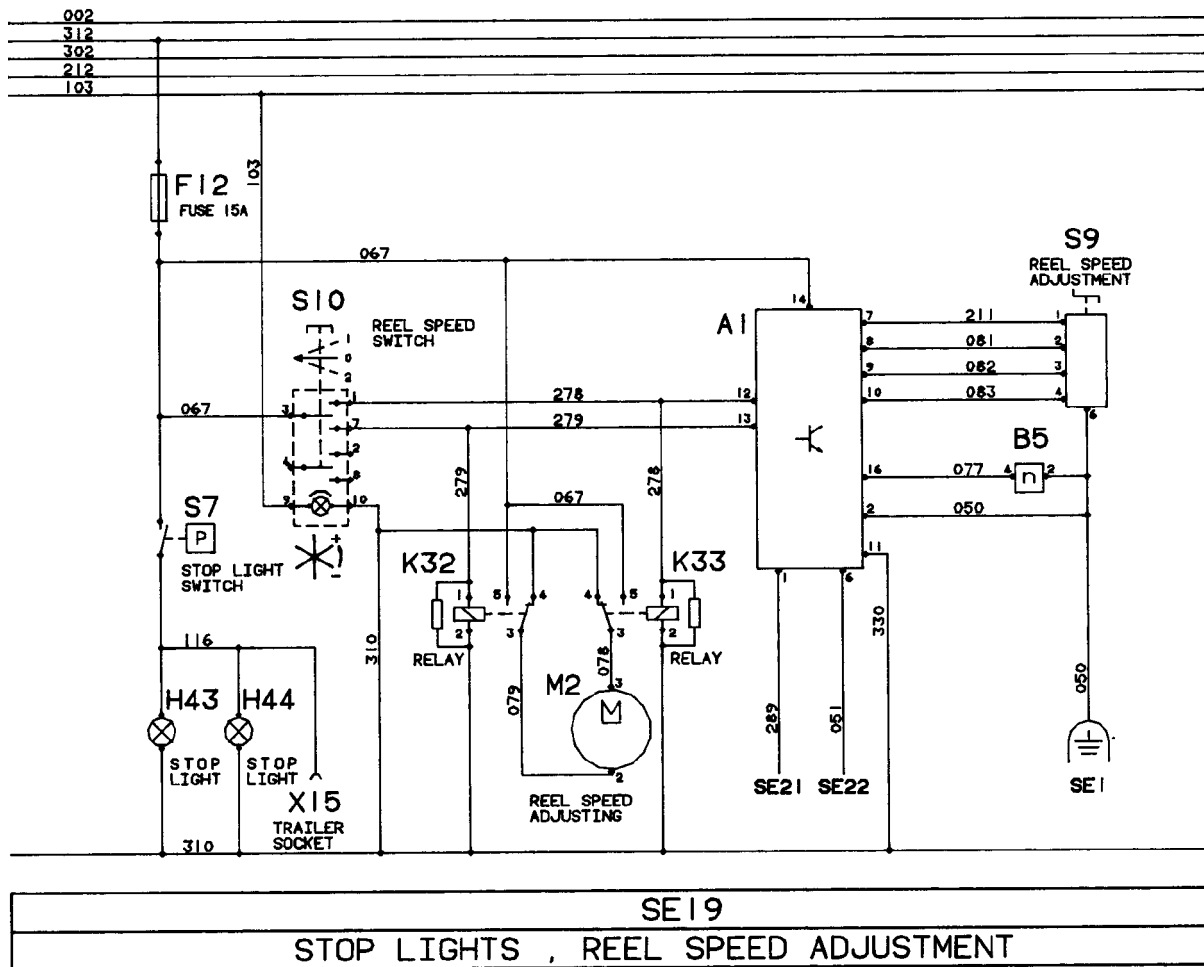 002
312
302
212
103
103
F12
FUSE 15A
067
S9
REEL SPEED
ADJUSTMENT
S10
REEL SPEED
SWITCH
1
0
2
14
A1
7
211
1
8
081
2
9
082
3
10
083
4
6
067
3
1
278
12
7
279
13
2
4
8
9
10
279
278
067
B5
16
077
4
n
2
2
050
11
S7
P
STOP LIGHT
SWITCH
+
-
K32
K33
1
5
4
4
5
1
2
3
3
2
RELAY
RELAY
1
6
330
116
310
079
078
M2
3
M
2
289
051
050
H43
H44
STOP
LIGHT
STOP
LIGHT
X15
TRAILER
SOCKET
REEL SPEED
ADJUSTING
SE21
SE22
SE1
310
SE19
STOP LIGHTS , REEL SPEED ADJUSTMENT